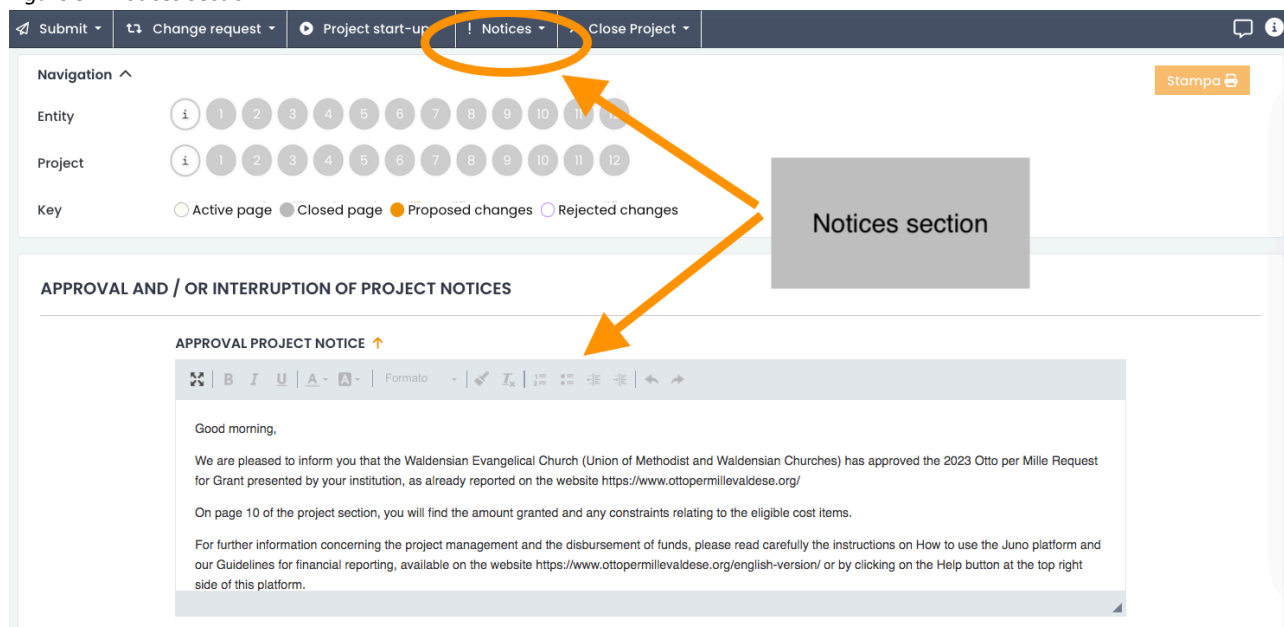 Submit
Change request
Project start-up
! Notices
Close Project
Navigation
Stampa
Entity
i 1 2 3 4 5 6 7 8 9 10 11 12
Project
i 1 2 3 4 5 6 7 8 9 10 11 12
Key
Active page
Closed page
Proposed changes
Rejected changes
Notices section
APPROVAL AND / OR INTERRUPTION OF PROJECT NOTICES
APPROVAL PROJECT NOTICE
B I U A A Formato
Good morning,
We are pleased to inform you that the Waldensian Evangelical Church (Union of Methodist and Waldensian Churches) has approved the 2023 Otto per Mille Request
for Grant presented by your institution, as already reported on the website https://www.ottopermillevaldese.org/
On page 10 of the project section, you will find the amount granted and any constraints relating to the eligible cost items.
For further information concerning the project management and the disbursement of funds, please read carefully the instructions on How to use the Juno platform and
our Guidelines for financial reporting, available on the website https://www.ottopermillevaldese.org/english-version/ or by clicking on the Help button at the top right
side of this platform.